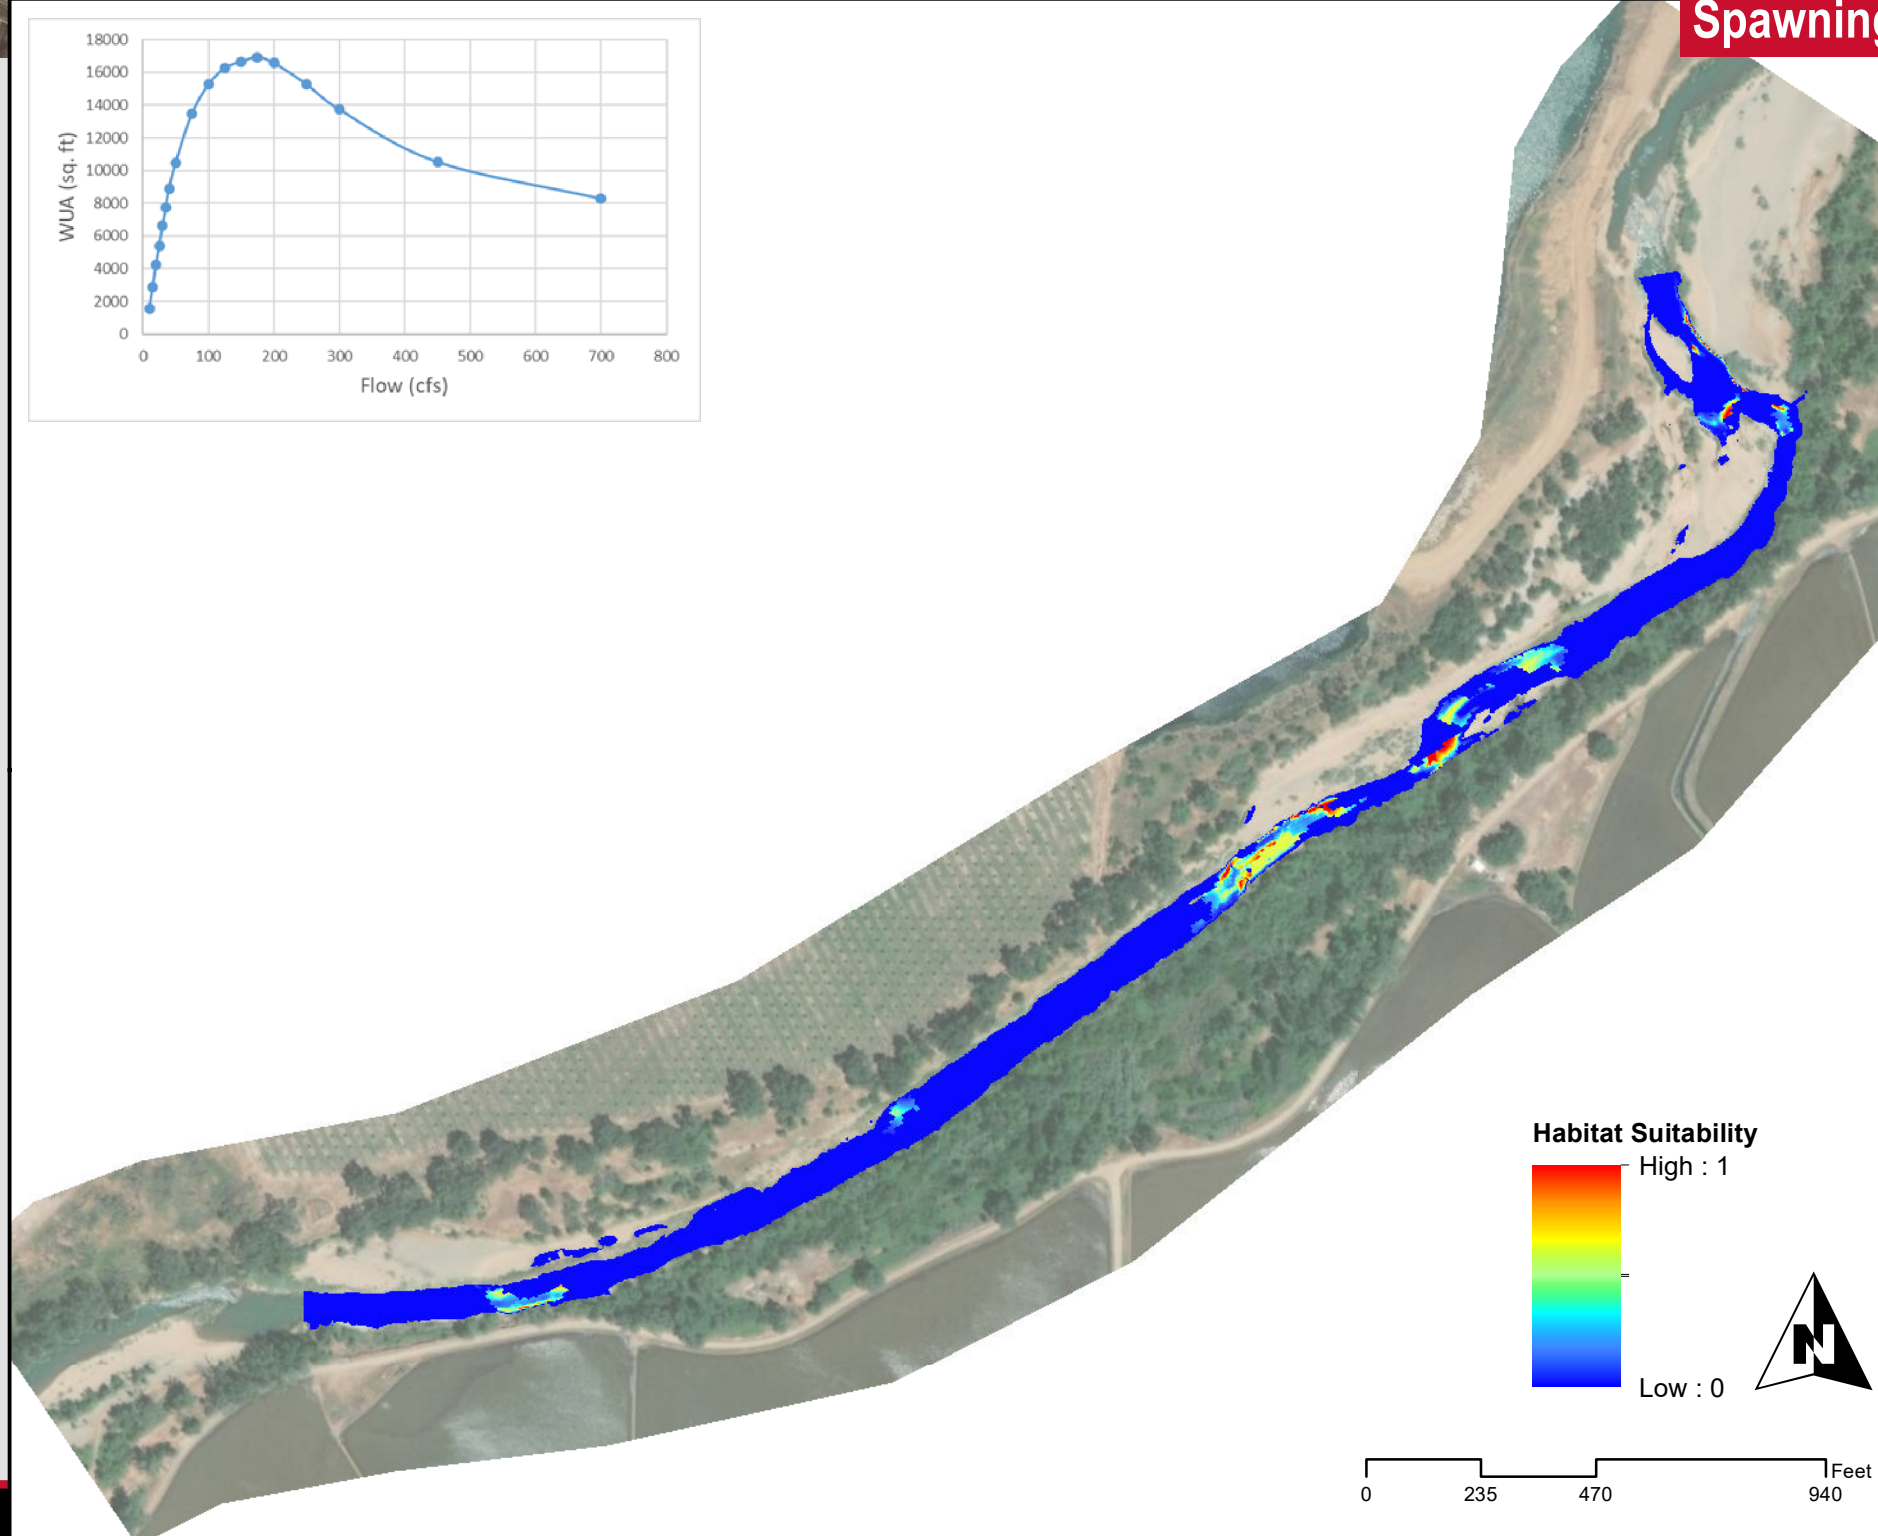 Spawning
18000
16000
14000
12000
10000
8000
6000
4000
2000
0
WUA (sq. ft)
0 100 200 300 400 500 600 700 800
Flow (cfs)
Habitat Suitability
High : 1
Low : 0
N
Feet
0 235 470 940